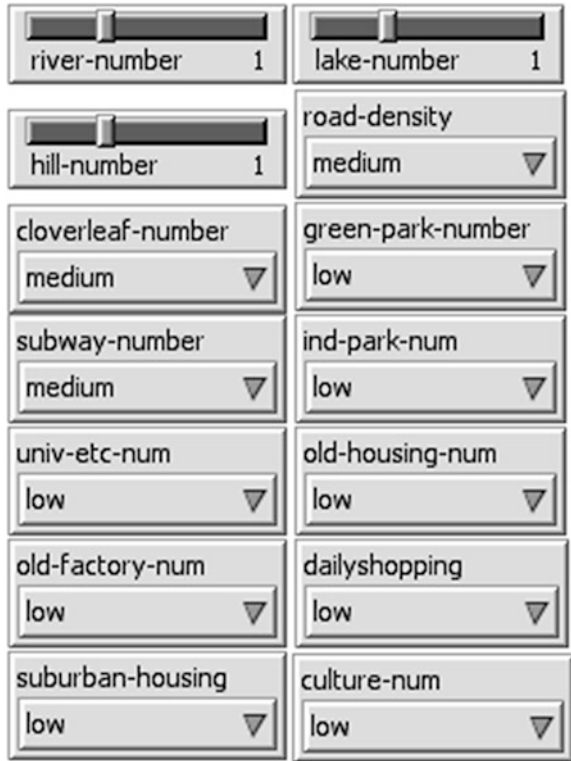 river-number 1
lake-number 1
hill-number 1
road-density
medium
cloverleaf-number
medium
green-park-number
low
subway-number
medium
ind-park-num
low
univ-etc-num
low
old-housing-num
low
old-factory-num
low
dailyshopping
low
suburban-housing
low
culture-num
low